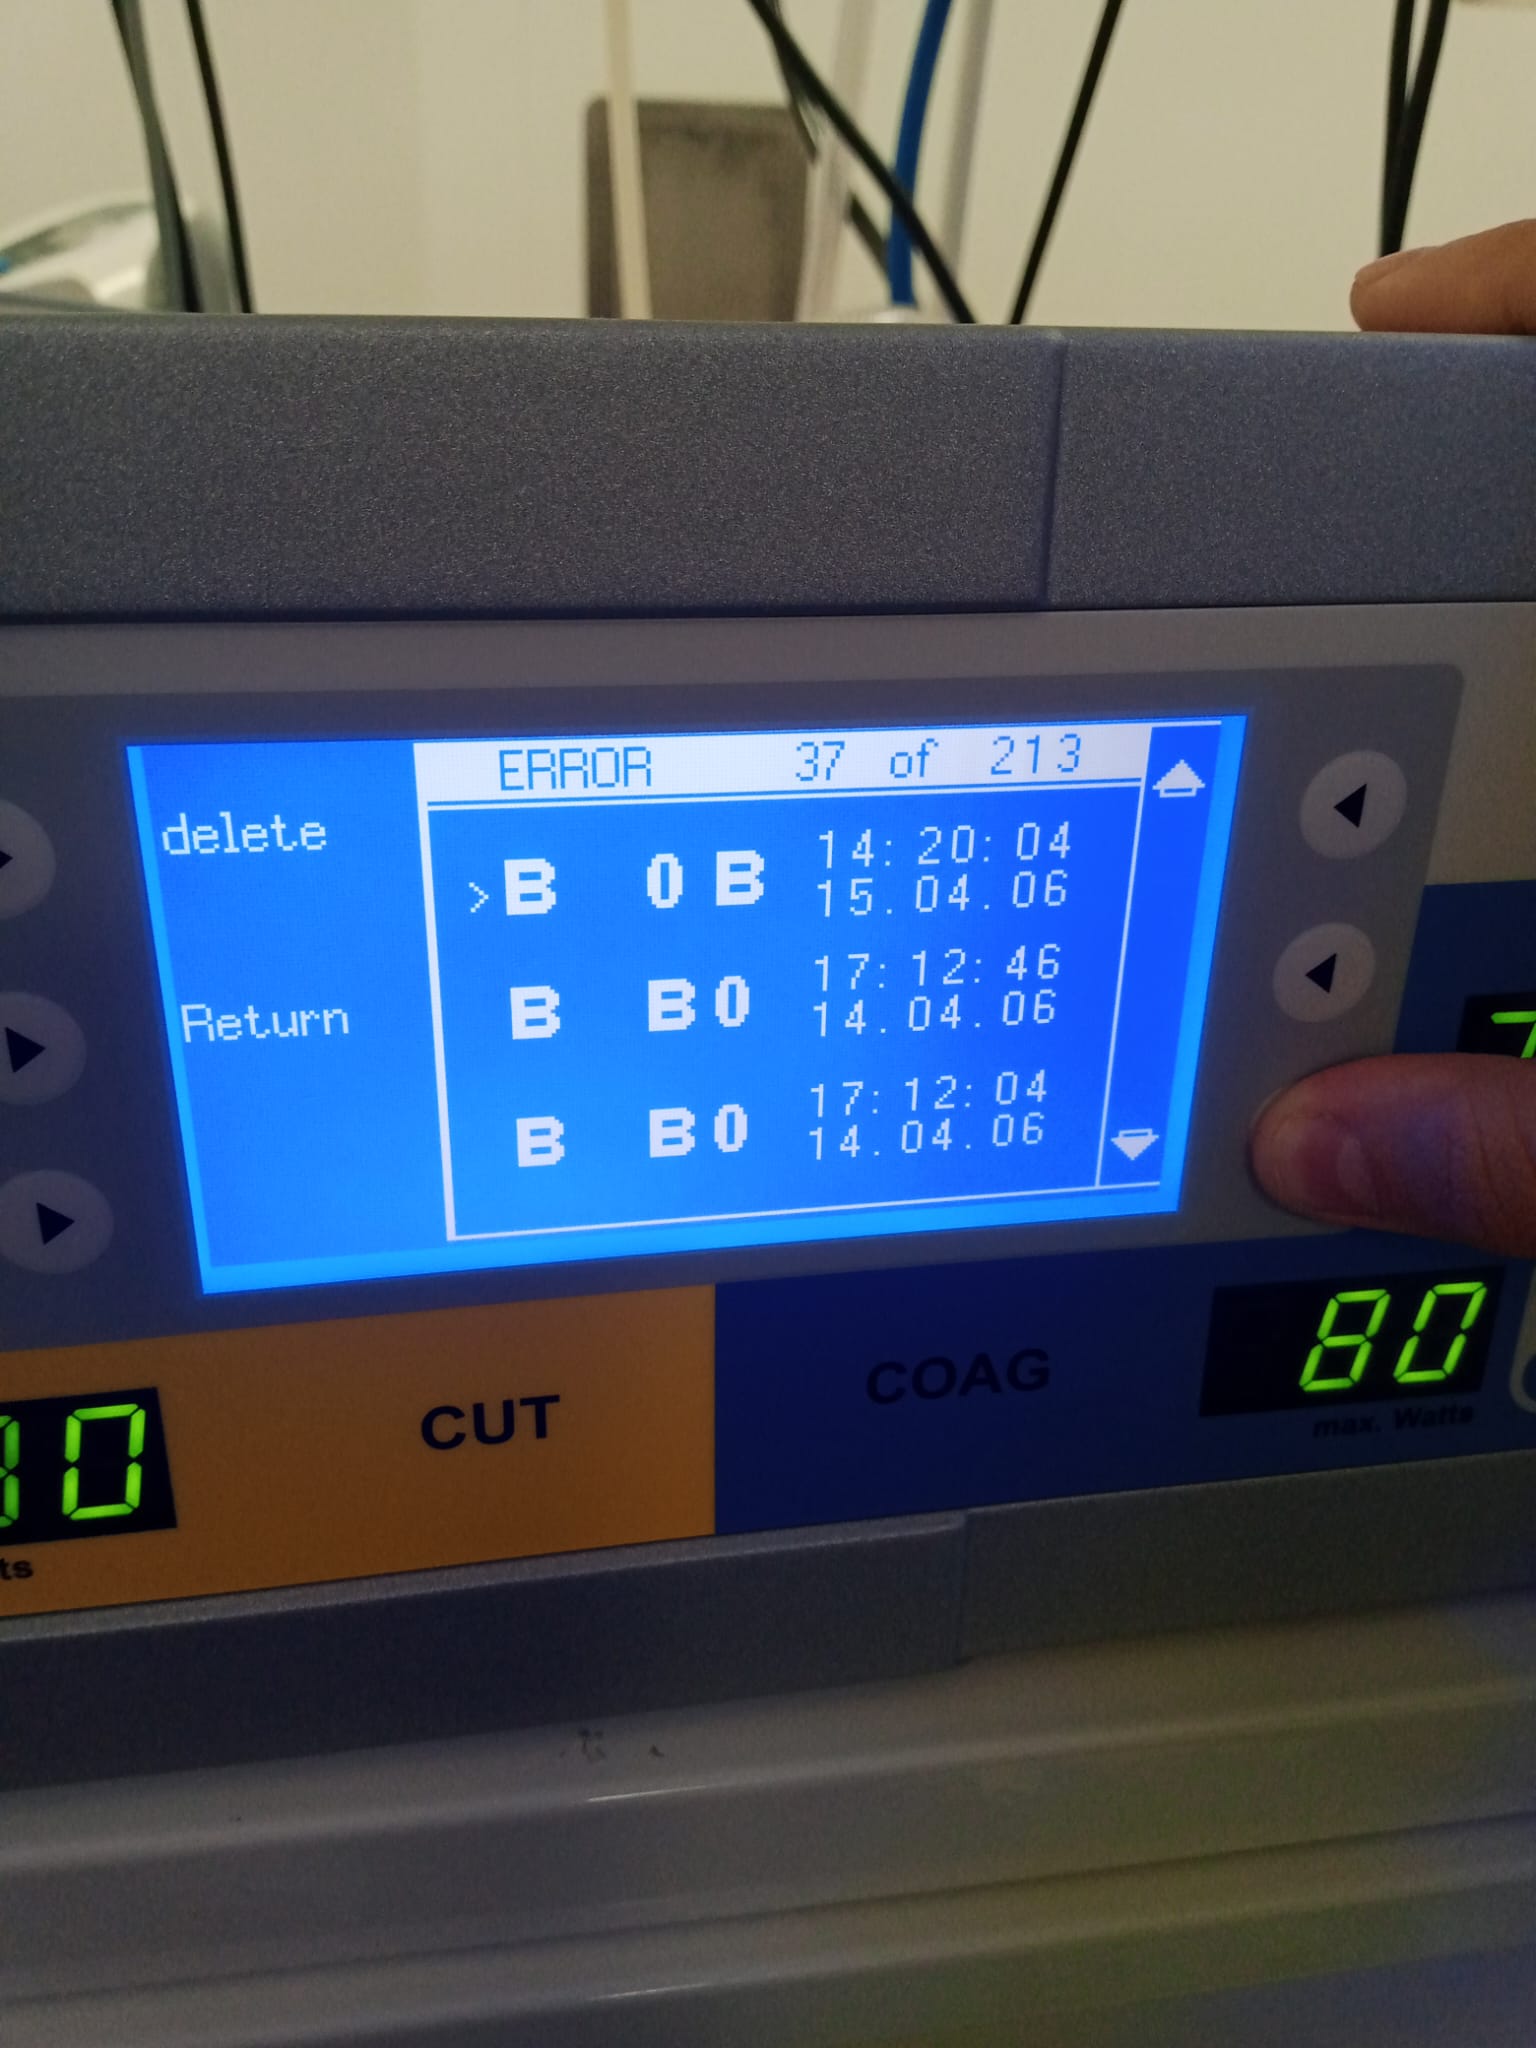 ERROR 37 of 213
delete
>B 0B 14:20:04
15.04.06
B B0 17:12:46
14.04.06
Return
B B0 17:12:04
14.04.06
80
max. Watts
CUT
COAG